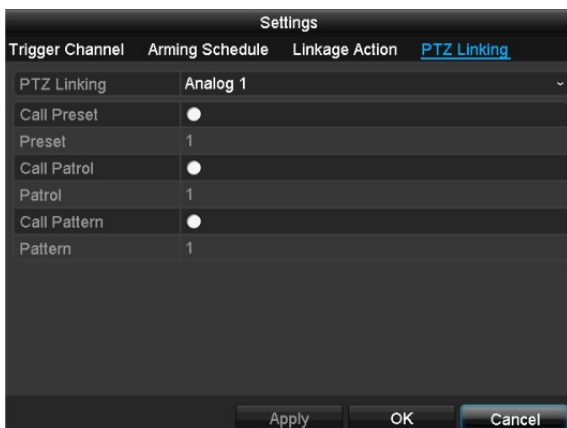 Settings
Trigger Channel Arming Schedule Linkage Action PTZ Linking
PTZ Linking Analog 1
Call Preset
Preset 1
Call Patrol
Patrol 1
Call Pattern
Pattern 1
Apply OK Cancel